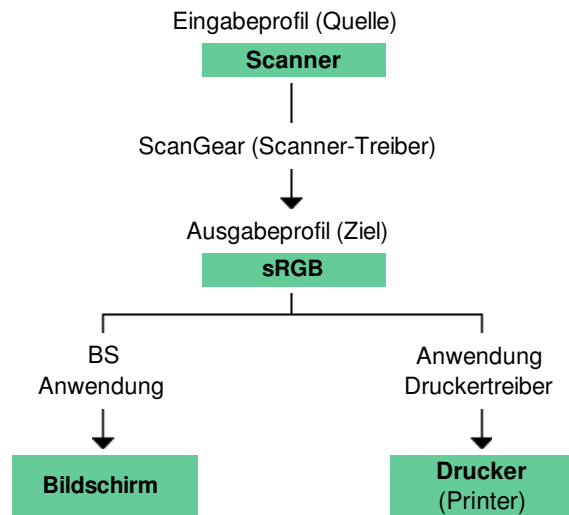 Eingabeprofil (Quelle)
Scanner
ScanGear (Scanner-Treiber)
Ausgabeprofil (Ziel)
sRGB
BS
Anwendung
Anwendung
Druckertreiber
Bildschirm
Drucker
(Printer)